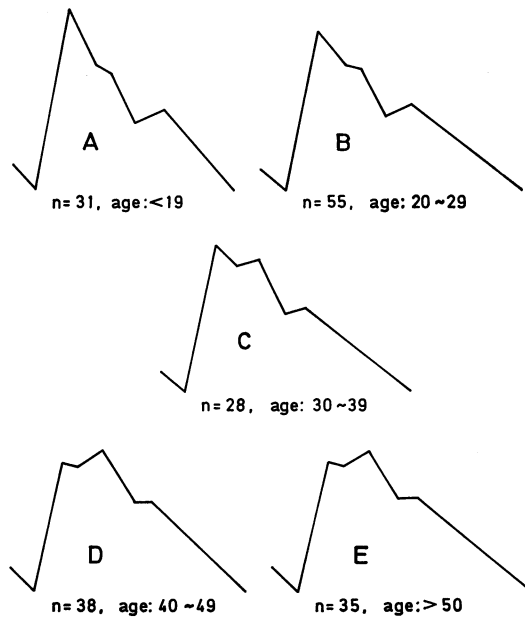 A
n=31, age:<19
B
n=55, age: 20~29
C
n=28, age: 30~39
D
n=38, age: 40~49
E
n=35, age:>50